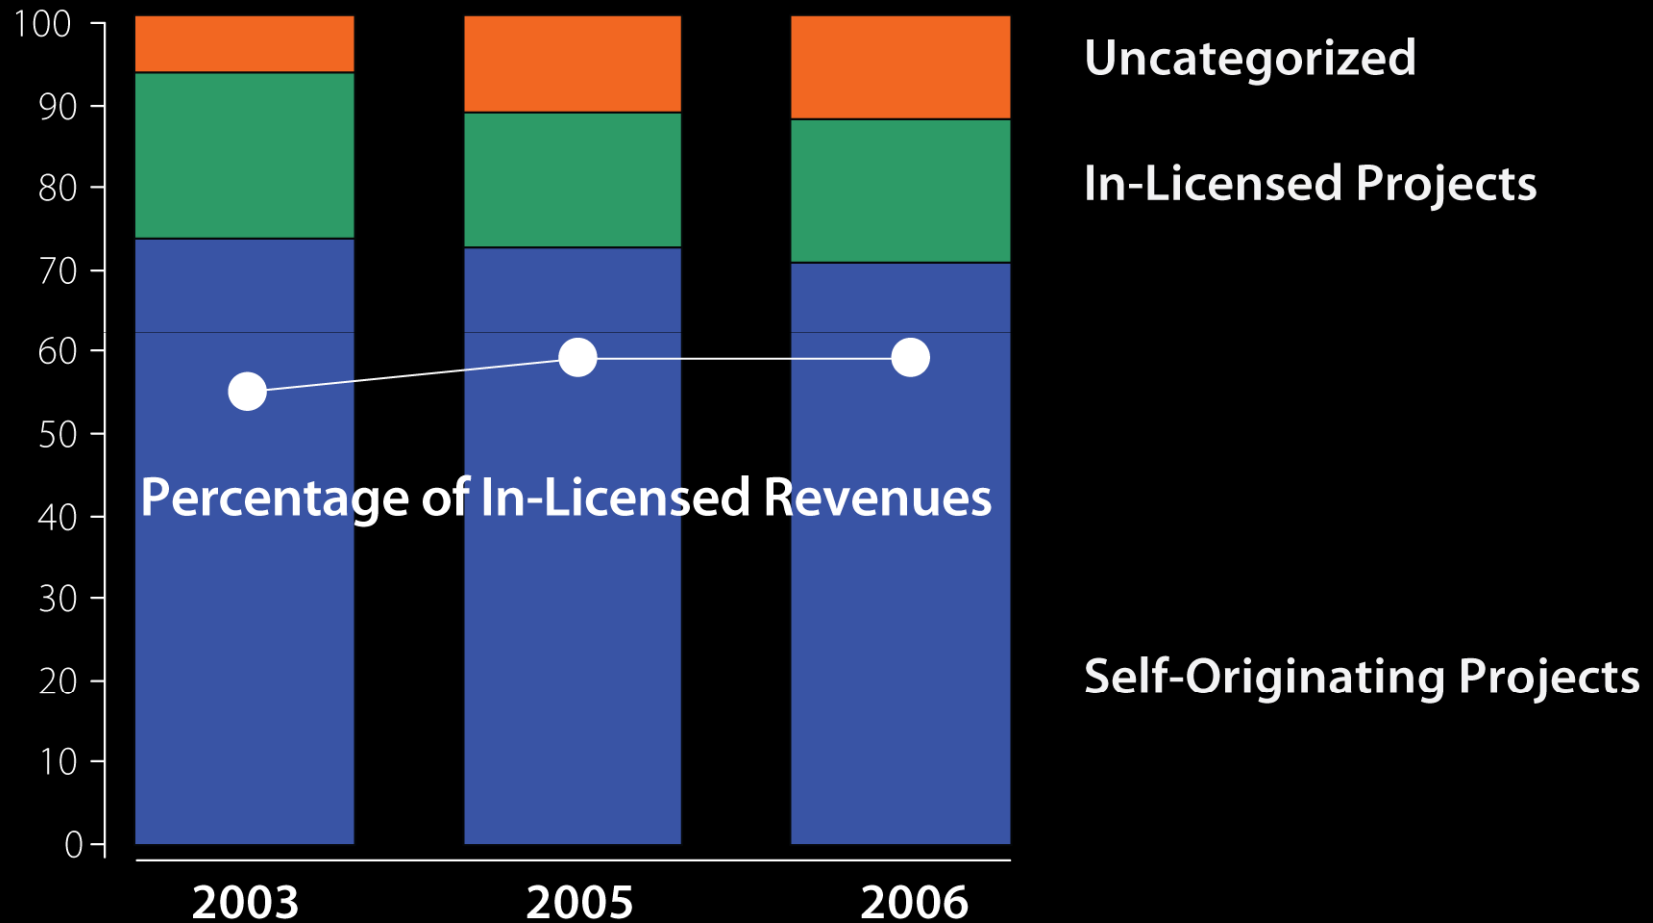 100
90
80
70
60
50
40
30
20
10
0
Uncategorized
In-Licensed Projects
Percentage of In-Licensed Revenues
Self-Originating Projects
2003 2005 2006